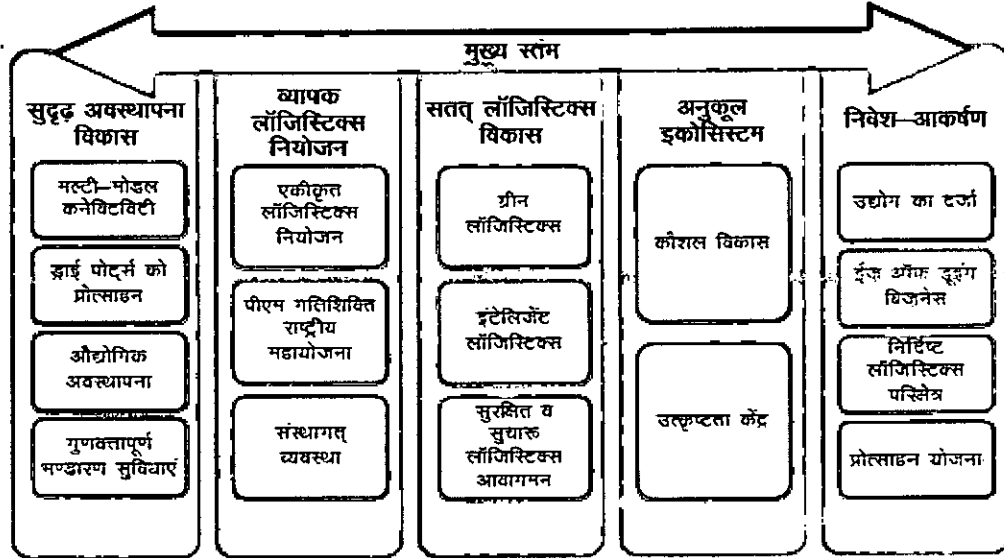 मुख्य स्तंभ
सुदृढ़ अवस्थापना
विकास
मल्टी–मोडल
कनेक्टिविटी
ड्राई पोर्ट्स को
प्रोत्साहन
औद्योगिक
अवस्थापना
गुणवत्तापूर्ण
भण्डारण सुविधाएं
व्यापक
लॉजिस्टिक्स
नियोजन
एकीकृत
लॉजिस्टिक्स
नियोजन
पीएम गतिशिक्ति
राष्ट्रीय
महायोजना
संस्थागत्
व्यवस्था
सतत् लॉजिस्टिक्स
विकास
ग्रीन
लॉजिस्टिक्स
इंटेलिजेंट
लॉजिस्टिक्स
सुरक्षित व
सुचारू
लॉजिस्टिक्स
आवागमन
अनुकूल
इकोसिस्टम
कौशल विकास
उत्कृष्टता केंद्र
निवेश–आकर्षण
उद्योग का दर्जा
ईज ऑफ डूइंग
बिजनेस
निर्दिष्ट
लॉजिस्टिक्स
परिक्षेत्र
प्रोत्साहन योजना